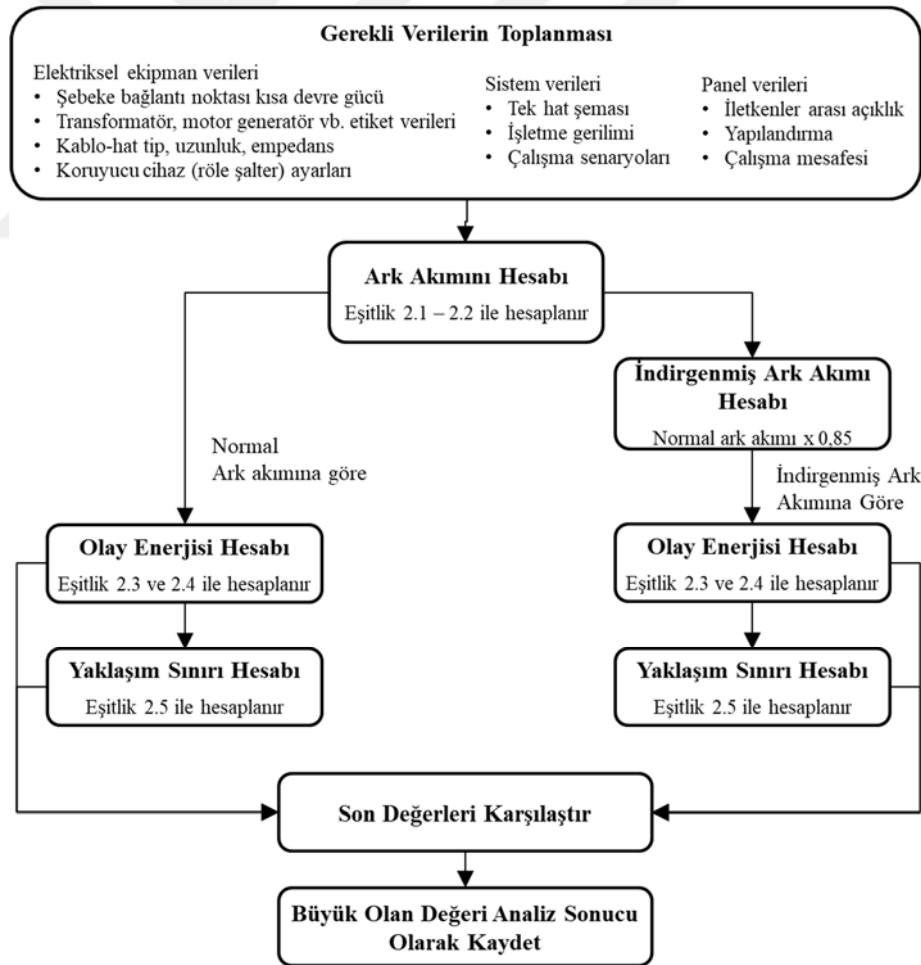 Gerekli Verilerin Toplanması
Elektriksel ekipman verileri
• Şebeke bağlantı noktası kısa devre gücü
• Transformatör, motor generatör vb. etiket verileri
• Kablo-hat tip, uzunluk, empedans
• Koruyucu cihaz (röle şalter) ayarları
Sistem verileri
• Tek hat şeması
• İşletme gerilimi
• Çalışma senaryoları
Panel verileri
• İletkenler arası açıklık
• Yapılandırma
• Çalışma mesafesi
Ark Akımını Hesabı
Eşitlik 2.1 – 2.2 ile hesaplanır
İndirgenmiş Ark Akımı
Hesabı
Normal ark akımı x 0,85
Normal
Ark akımına göre
İndirgenmiş Ark
Akımına Göre
Olay Enerjisi Hesabı
Eşitlik 2.3 ve 2.4 ile hesaplanır
Olay Enerjisi Hesabı
Eşitlik 2.3 ve 2.4 ile hesaplanır
Yaklaşım Sınırı Hesabı
Eşitlik 2.5 ile hesaplanır
Yaklaşım Sınırı Hesabı
Eşitlik 2.5 ile hesaplanır
Son Değerleri Karşılaştır
Büyük Olan Değeri Analiz Sonucu
Olarak Kaydet